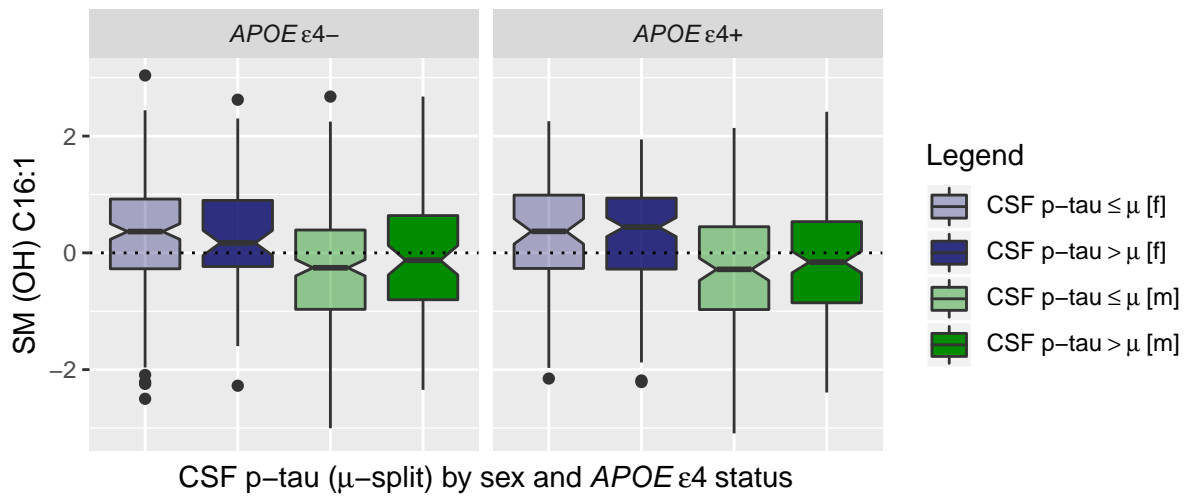 APOE ε4− APOE ε4+
SM (OH) C16:1
2
0
−2
CSF p−tau (μ−split) by sex and APOE ε4 status
Legend
CSF p−tau ≤ μ [f]
CSF p−tau > μ [f]
CSF p−tau ≤ μ [m]
CSF p−tau > μ [m]